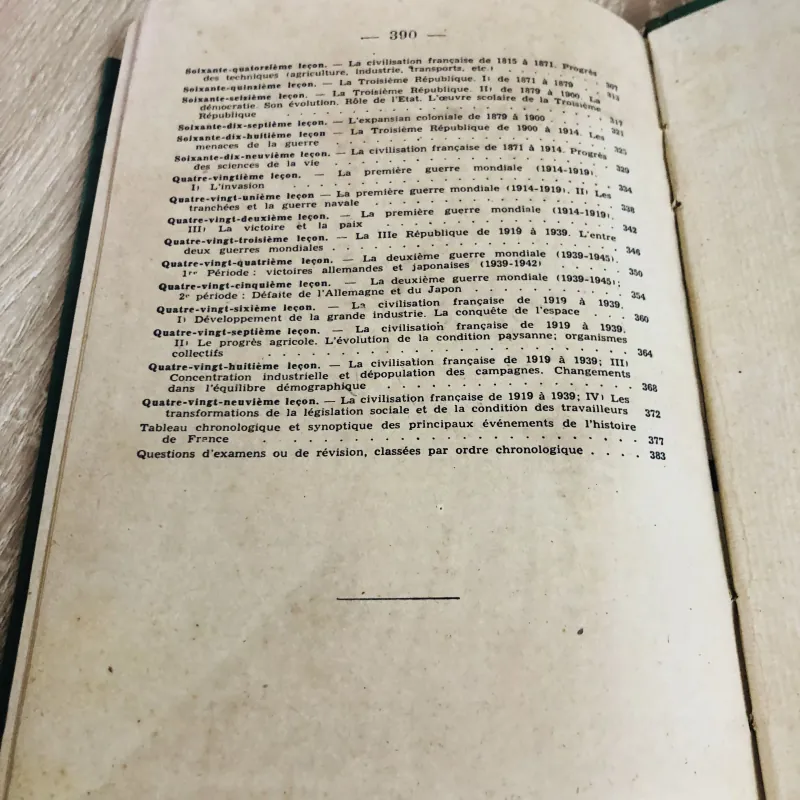 — 390 —
Soixante-quatorzième leçon. — La civilisation française de 1815 à 1871. Progrès
des techniques (agriculture, industrie, transports, etc.) . . . . . . . 307
Soixante-quinzième leçon. — La Troisième République. I) de 1871 à 1879 .
Soixante-seizième leçon. — La Troisième République. II) de 1879 à 1900. La
démocratie. Son évolution. Rôle de l'Etat. L'œuvre scolaire de la Troisième
République . . . . . . . . . . . . . . . . . . . . 317
Soixante-dix-septième leçon. — L'expansion coloniale de 1879 à 1900 . . . . . 321
Soixante-dix-huitième leçon — La Troisième République de 1900 à 1914. Les
menaces de la guerre . . . . . . . . . . . . . . . . . 325
Soixante-dix-neuvième leçon. — La civilisation française de 1871 à 1914. Progrès
des sciences de la vie . . . . . . . . . . . . . . . . . 329
Quatre-vingtième leçon. — La première guerre mondiale (1914-1919).
I) L'invasion . . . . . . . . . . . . . . . . . . . . 334
Quatre-vingt-unième leçon — La première guerre mondiale (1914-1919). II) Les
tranchées et la guerre navale . . . . . . . . . . . . . . . 338
Quatre-vingt-deuxième leçon. — La première guerre mondiale (1914-1919).
III) La victoire et la paix . . . . . . . . . . . . . . . . 342
Quatre-vingt-troisième leçon. — La IIIe République de 1919 à 1939. L'entre
deux guerres mondiales . . . . . . . . . . . . . . . . . 346
Quatre-vingt-quatrième leçon. — La deuxième guerre mondiale (1939-1945).
1re Période : victoires allemandes et japonaises (1939-1942) . . . . . . 350
Quatre-vingt-cinquième leçon. — La deuxième guerre mondiale (1939-1945);
2e période : Défaite de l'Allemagne et du Japon . . . . . . . . . 354
Quatre-vingt-sixième leçon. — La civilisation française de 1919 à 1939.
I) Développement de la grande industrie. La conquête de l'espace . . . 360
Quatre-vingt-septième leçon. — La civilisation française de 1919 à 1939.
II) Le progrès agricole. L'évolution de la condition paysanne; organismes
collectifs . . . . . . . . . . . . . . . . . . . . . 364
Quatre-vingt-huitième leçon. — La civilisation française de 1919 à 1939; III)
Concentration industrielle et dépopulation des campagnes. Changements
dans l'équilibre démographique . . . . . . . . . . . . . . . 368
Quatre-vingt-neuvième leçon. — La civilisation française de 1919 à 1939; IV) Les
transformations de la législation sociale et de la condition des travailleurs 372
Tableau chronologique et synoptique des principaux événements de l'histoire
de France . . . . . . . . . . . . . . . . . . . . . 377
Questions d'examens ou de révision, classées par ordre chronologique . . . . 383